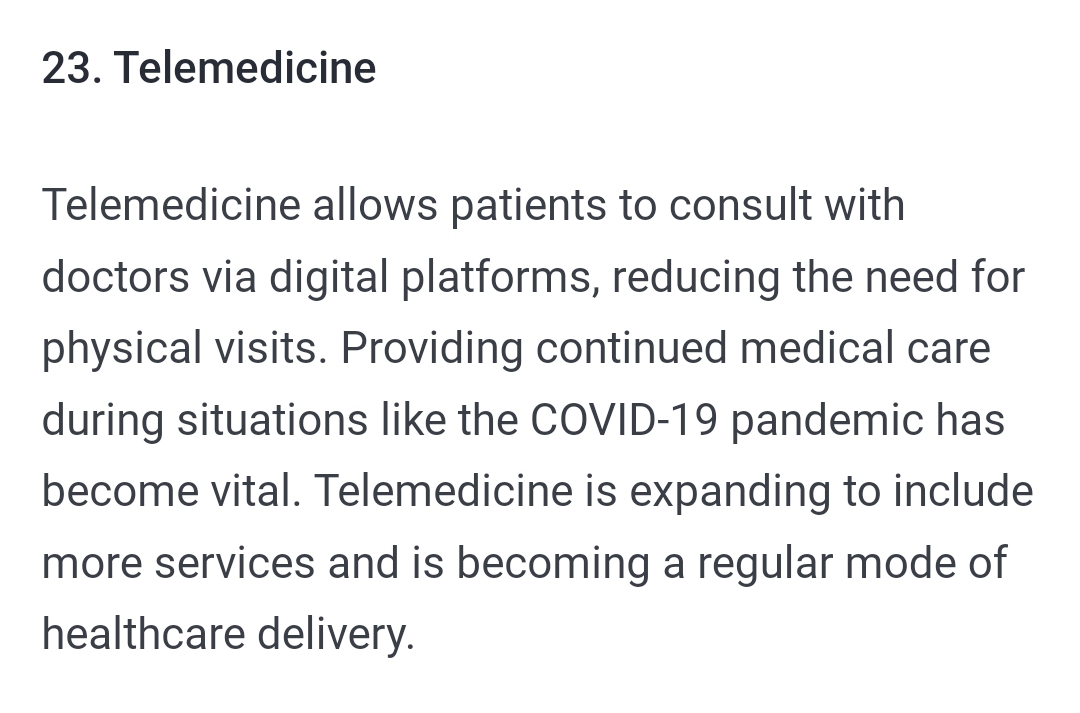 23. Telemedicine
Telemedicine allows patients to consult with
doctors via digital platforms, reducing the need for
physical visits. Providing continued medical care
during situations like the COVID-19 pandemic has
become vital. Telemedicine is expanding to include
more services and is becoming a regular mode of
healthcare delivery.